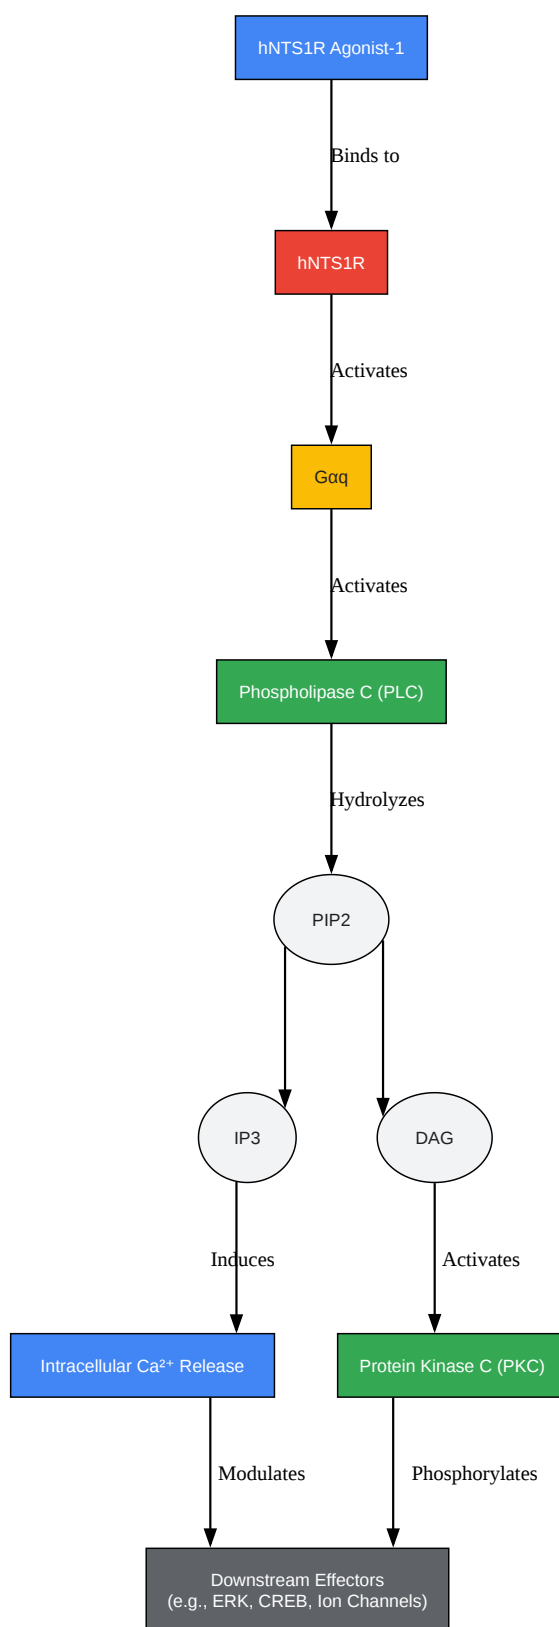 hNTS1R Agonist-1
Binds to
hNTS1R
Activates
Gαq
Activates
Phospholipase C (PLC)
Hydrolyzes
PIP2
IP3
DAG
Induces
Activates
Intracellular Ca²⁺ Release
Protein Kinase C (PKC)
Modulates
Phosphorylates
Downstream Effectors
(e.g., ERK, CREB, Ion Channels)